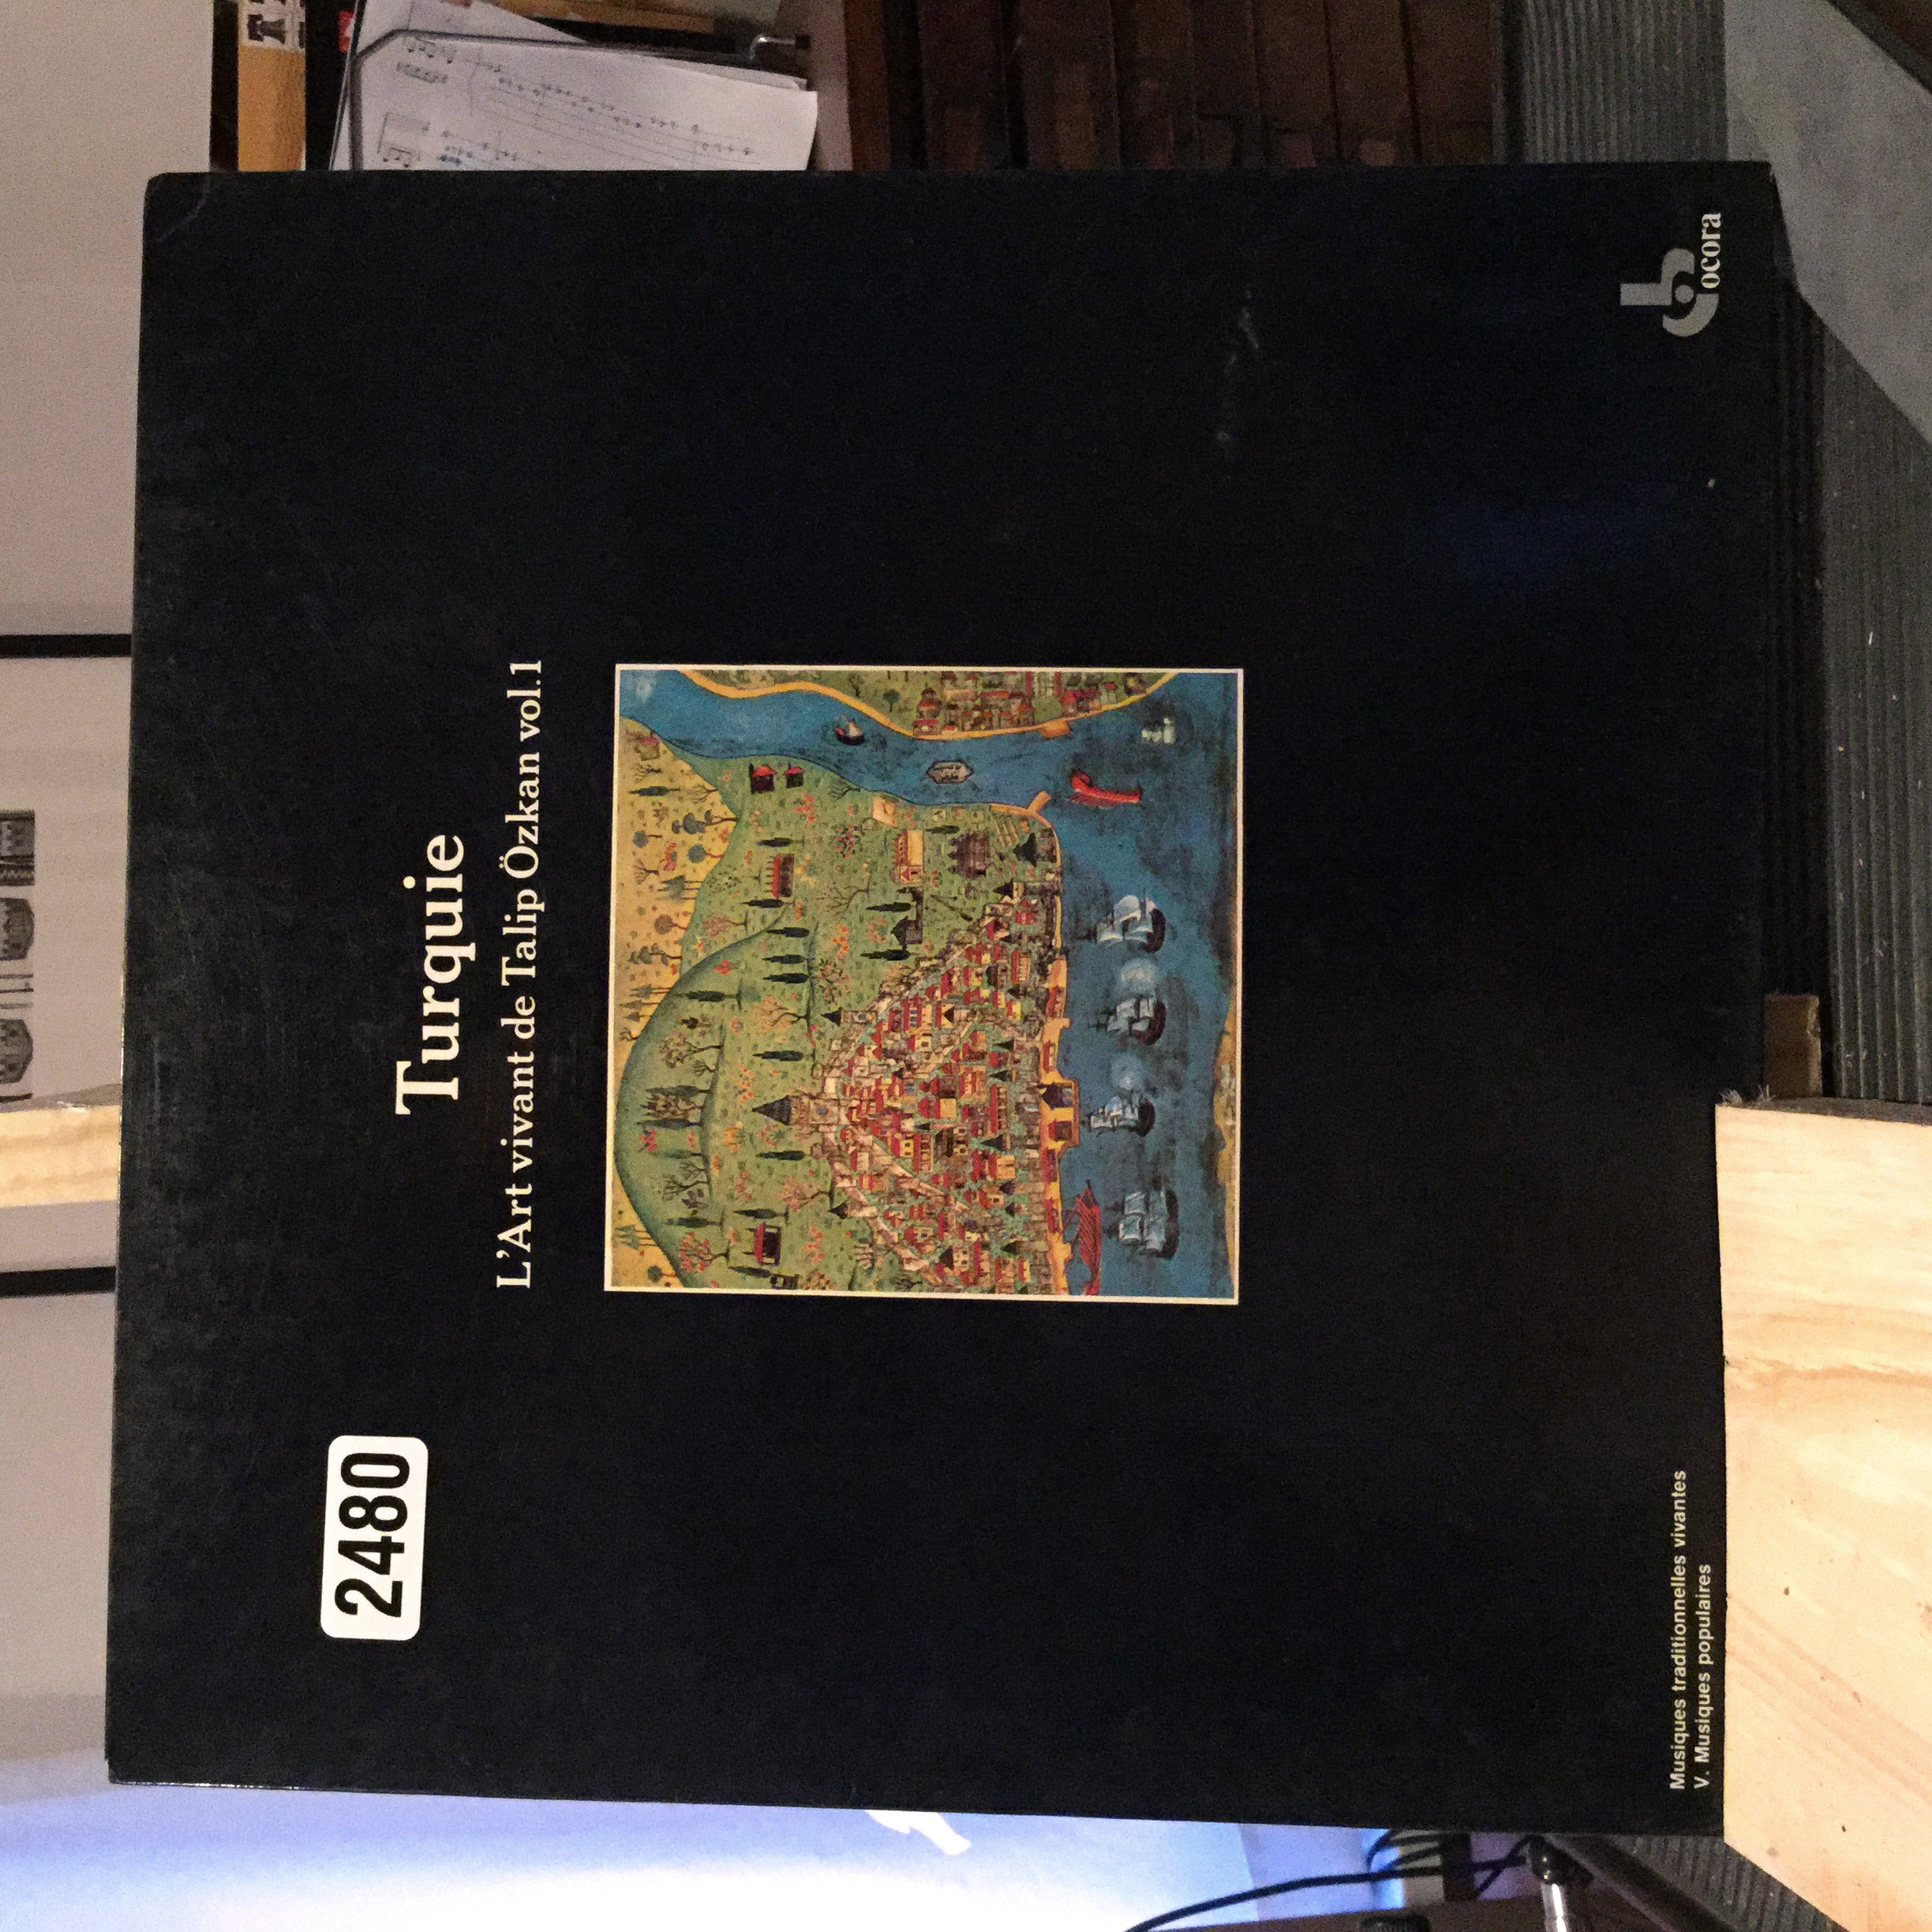 2480
Turquie
L'Art vivant de Talip Özkan vol.1
Musiques traditionnelles vivantes
V. Musiques populaires
ocora